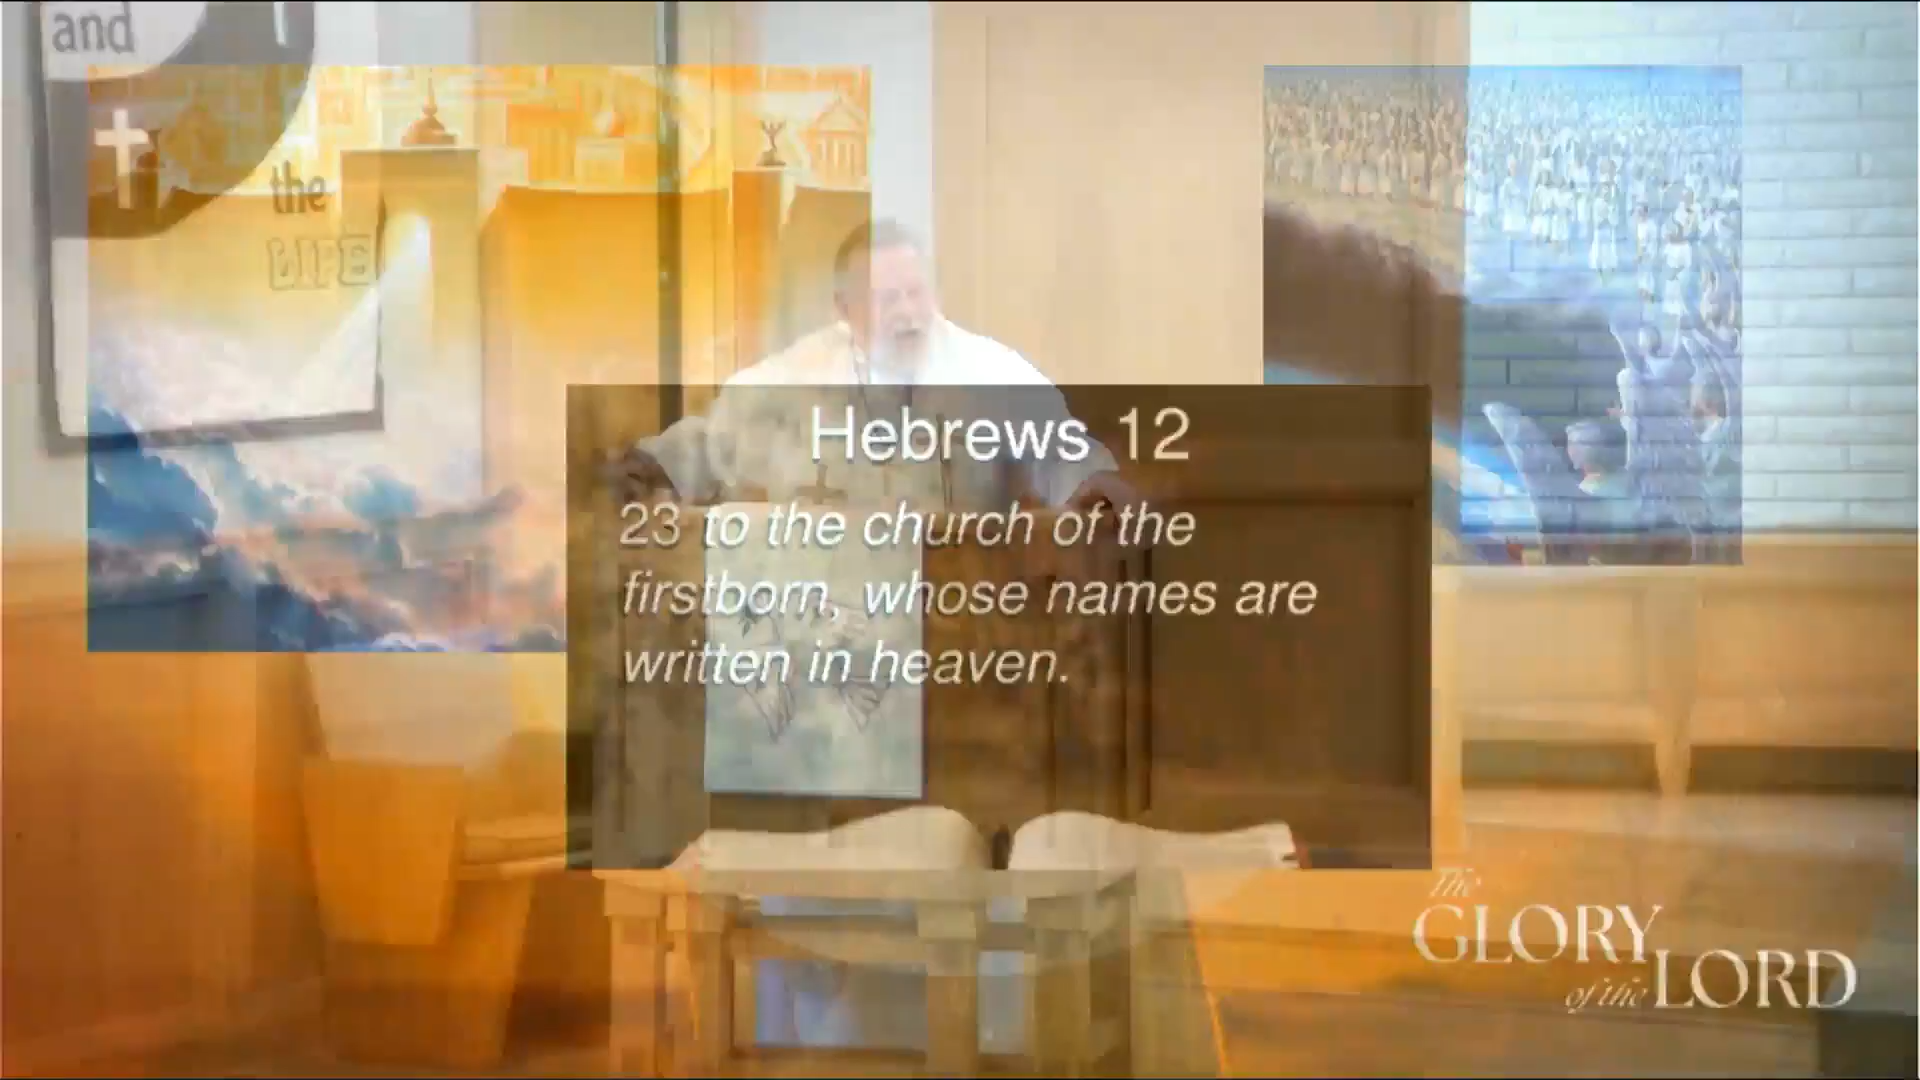 and
the
LIFE
Hebrews 12
23 to the church of the
firstborn, whose names are
written in heaven.
The
GLORY
of the LORD